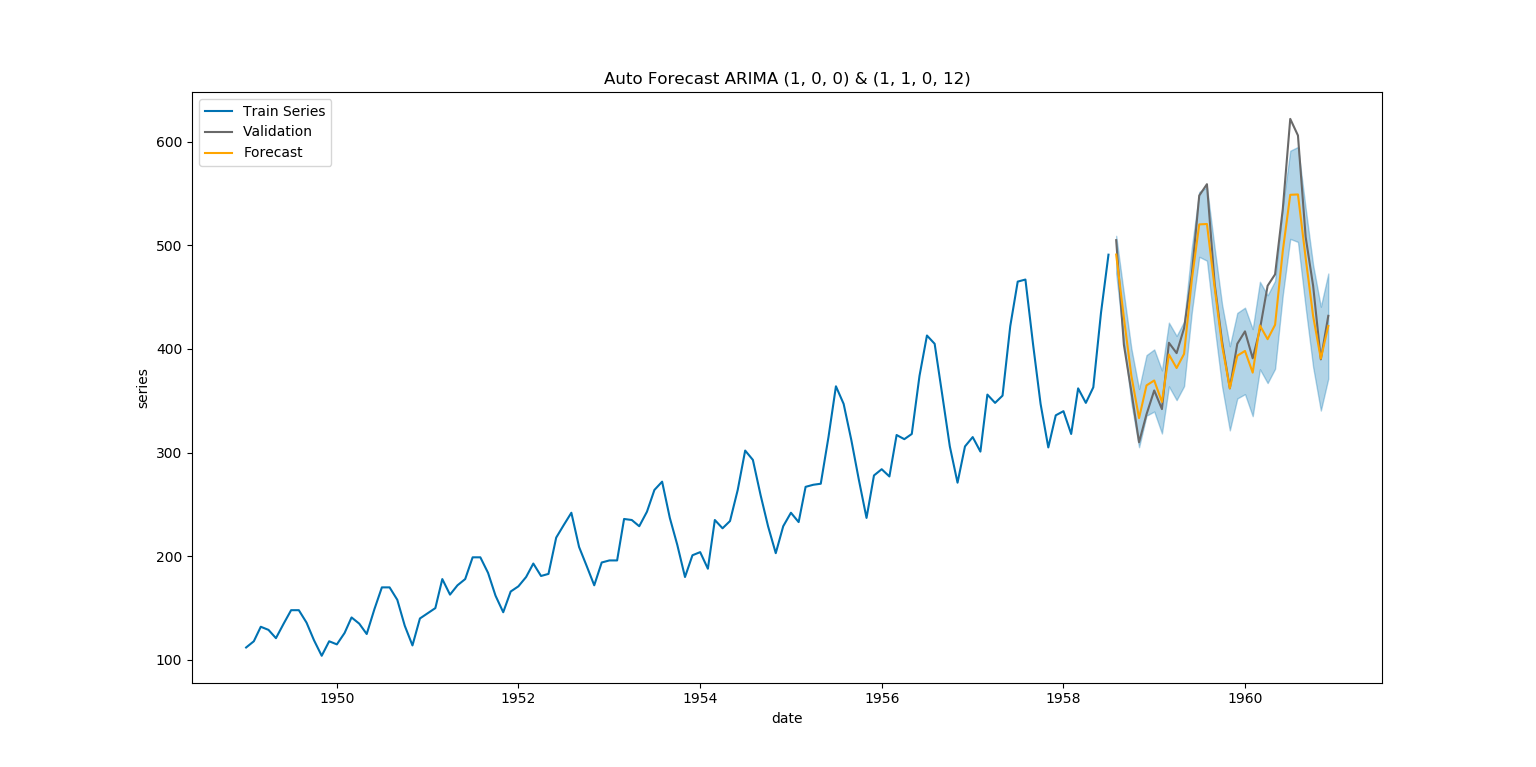 Auto Forecast ARIMA (1, 0, 0) & (1, 1, 0, 12)
Train Series
Validation
Forecast
600
500
400
300
200
100
series
1950 1952 1954 1956 1958 1960
date